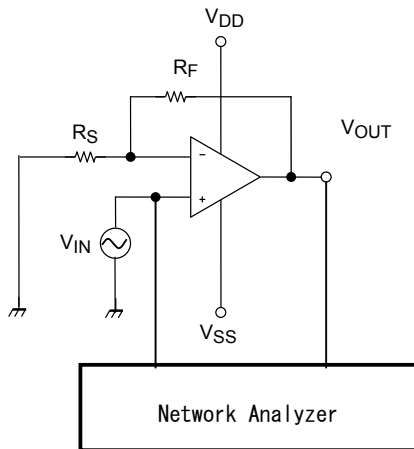 VDD
RF
RS
VOUT
−
+
VIN
VSS
Network Analyzer